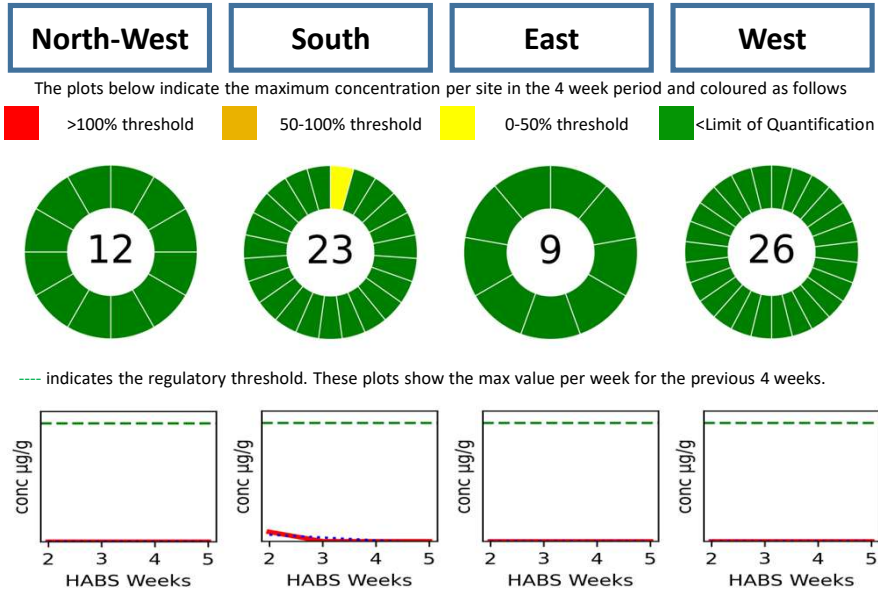 North-West South East West
The plots below indicate the maximum concentration per site in the 4 week period and coloured as follows
>100% threshold 50-100% threshold 0-50% threshold <Limit of Quantification
12 23 9 26
---- indicates the regulatory threshold. These plots show the max value per week for the previous 4 weeks.
conc µg/g conc µg/g conc µg/g conc µg/g
2 3 4 5 2 3 4 5 2 3 4 5 2 3 4 5
HABS Weeks HABS Weeks HABS Weeks HABS Weeks